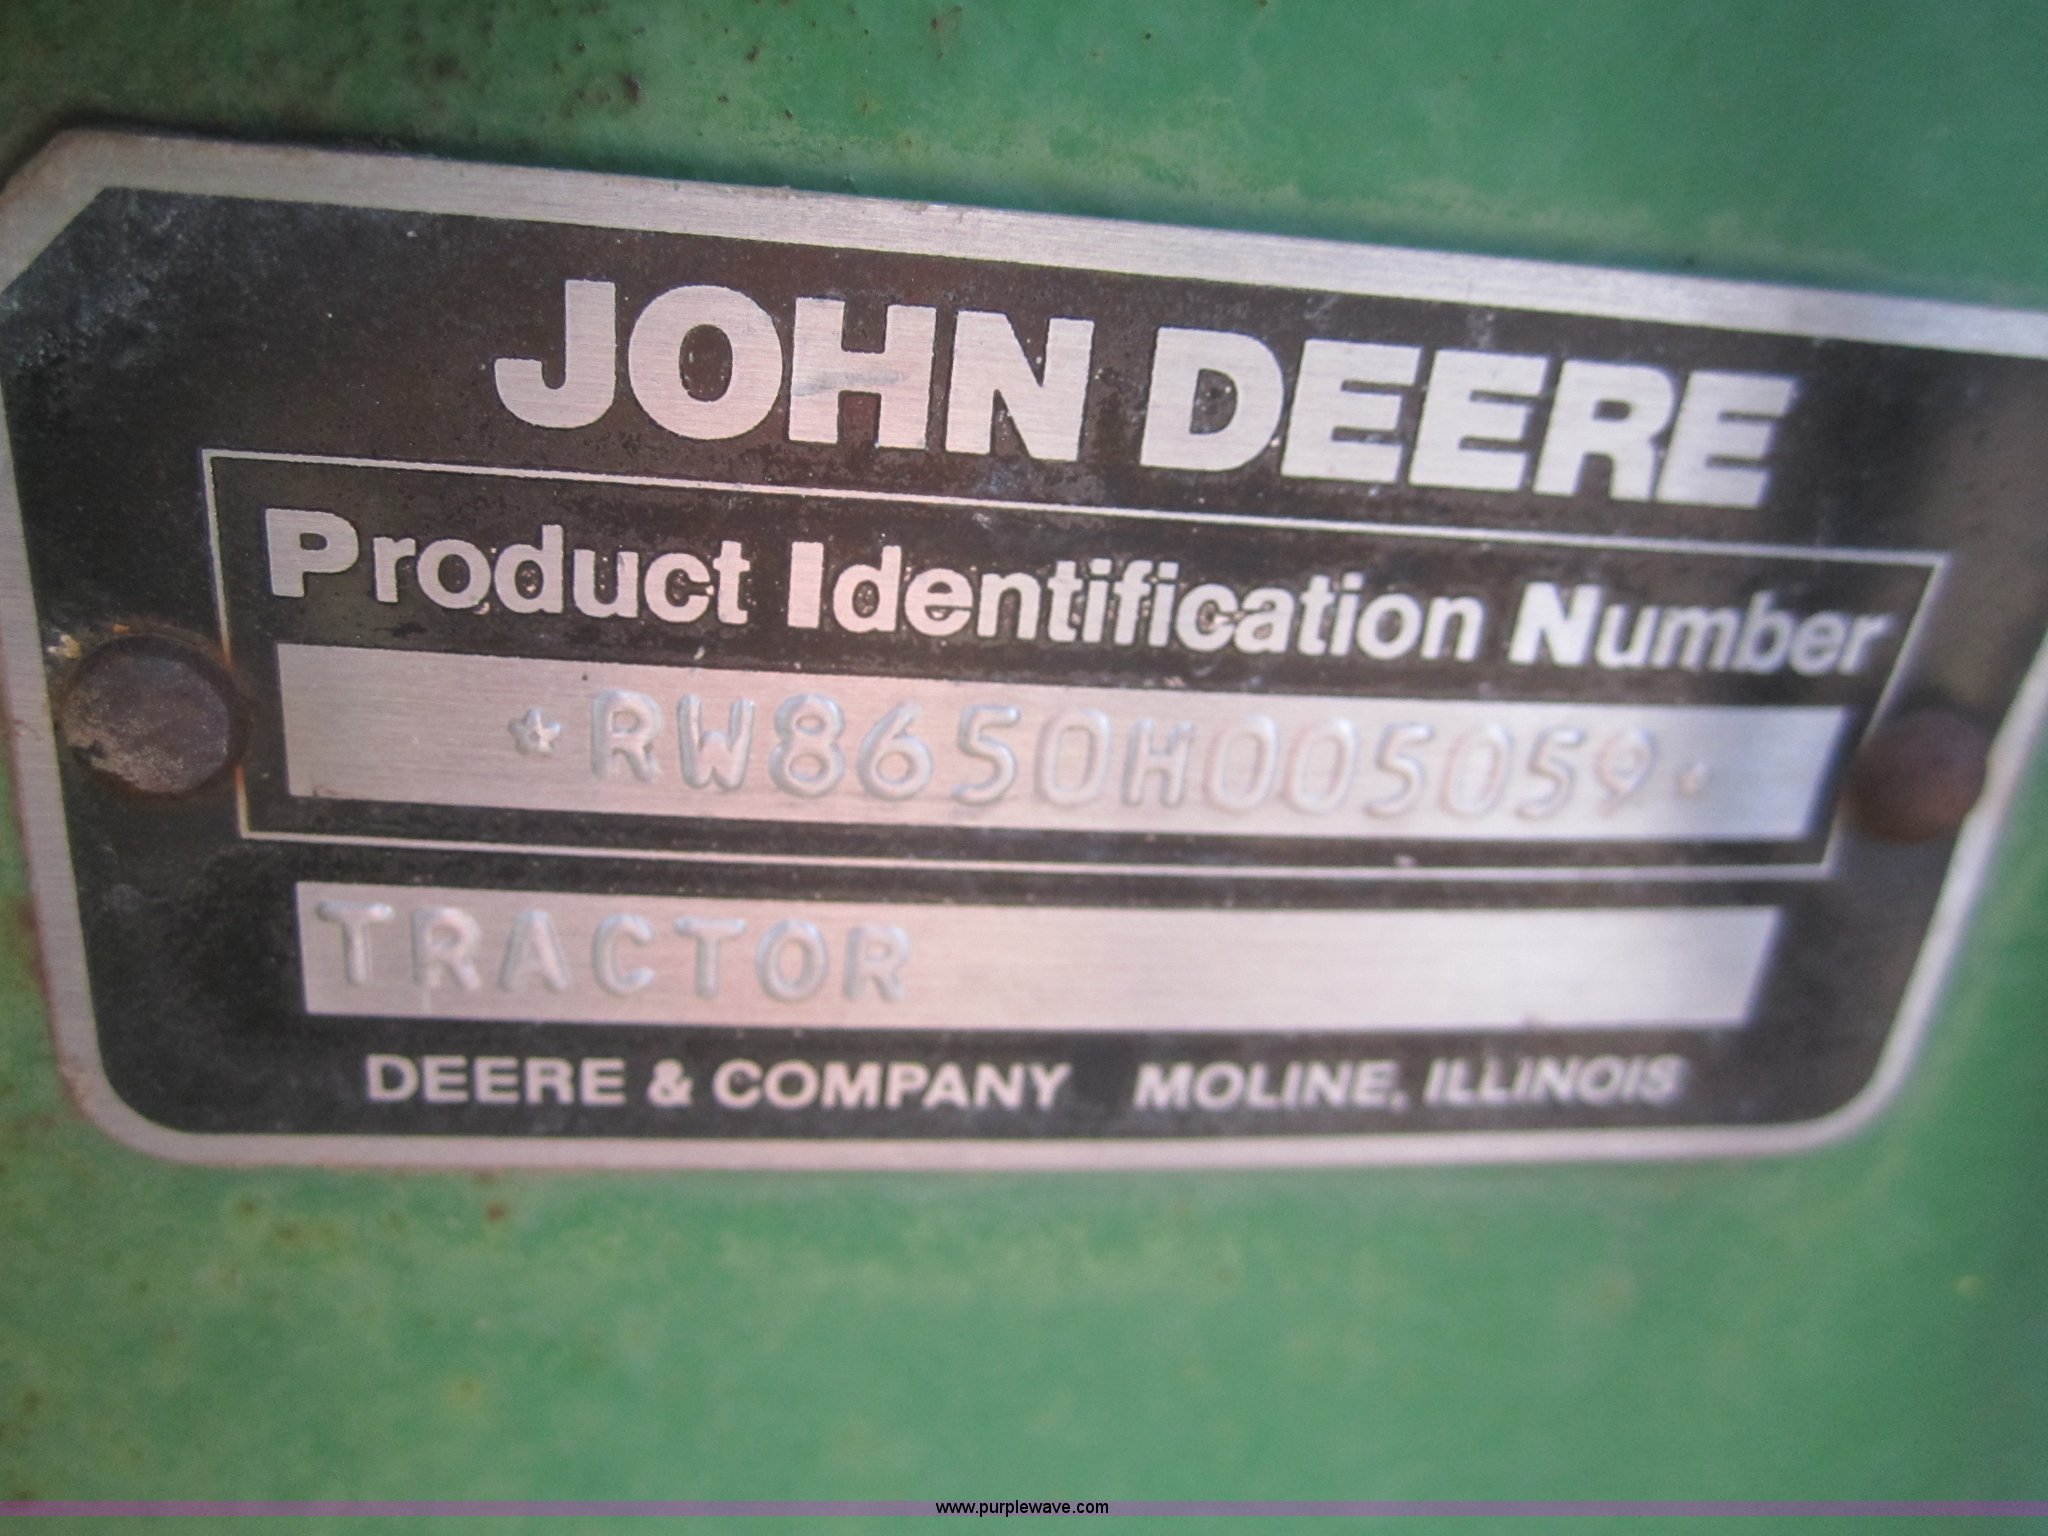 JOHN DEERE
Product Identification Number
*RW8650H005059*
TRACTOR
DEERE & COMPANY MOLINE, ILLINOIS
www.purplewave.com